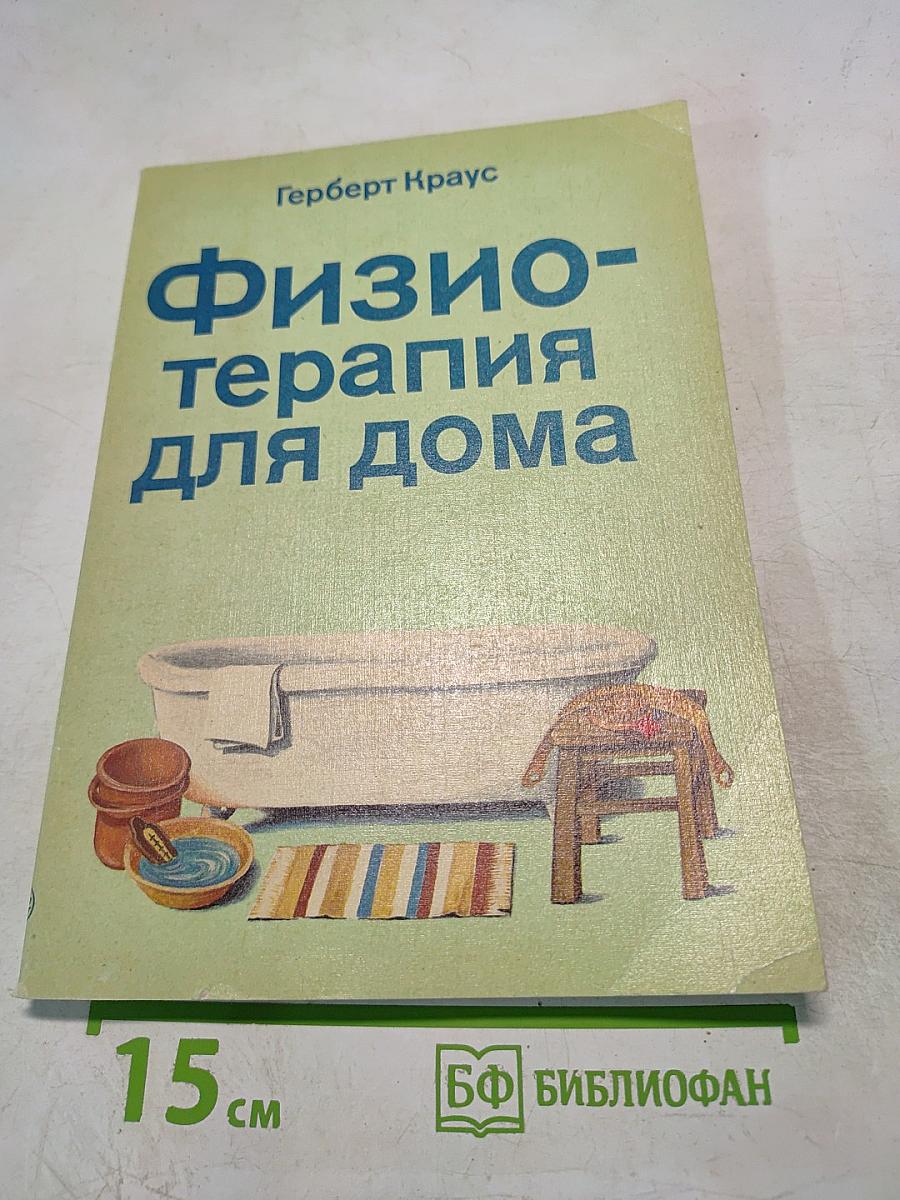 Герберт Краус
Физио-
терапия
для дома
15 см
БФ БИБЛИОФАН